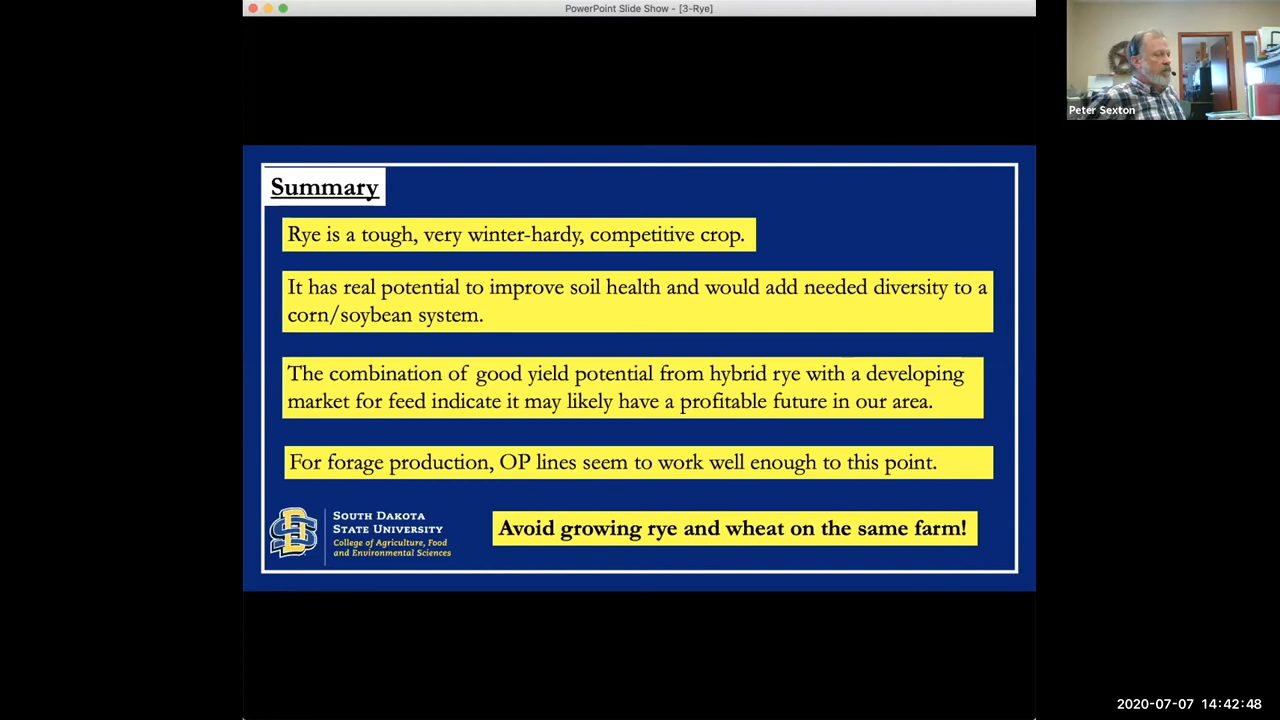 PowerPoint Slide Show - [3-Rye]
Peter Sexton
Summary
Rye is a tough, very winter-hardy, competitive crop.
It has real potential to improve soil health and would add needed diversity to a
corn/soybean system.
The combination of good yield potential from hybrid rye with a developing
market for feed indicate it may likely have a profitable future in our area.
For forage production, OP lines seem to work well enough to this point.
SOUTH DAKOTA
STATE UNIVERSITY
College of Agriculture, Food
and Environmental Sciences
Avoid growing rye and wheat on the same farm!
2020-07-07 14:42:48